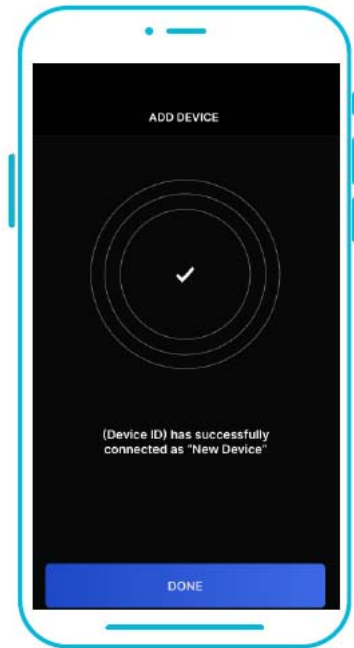 ADD DEVICE
(Device ID) has successfully
connected as "New Device"
DONE